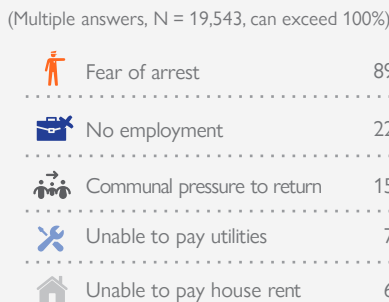 (Multiple answers, N = 19,543, can exceed 100%)
Fear of arrest 89
No employment 22
Communal pressure to return 15
Unable to pay utilities 7
Unable to pay house rent 6